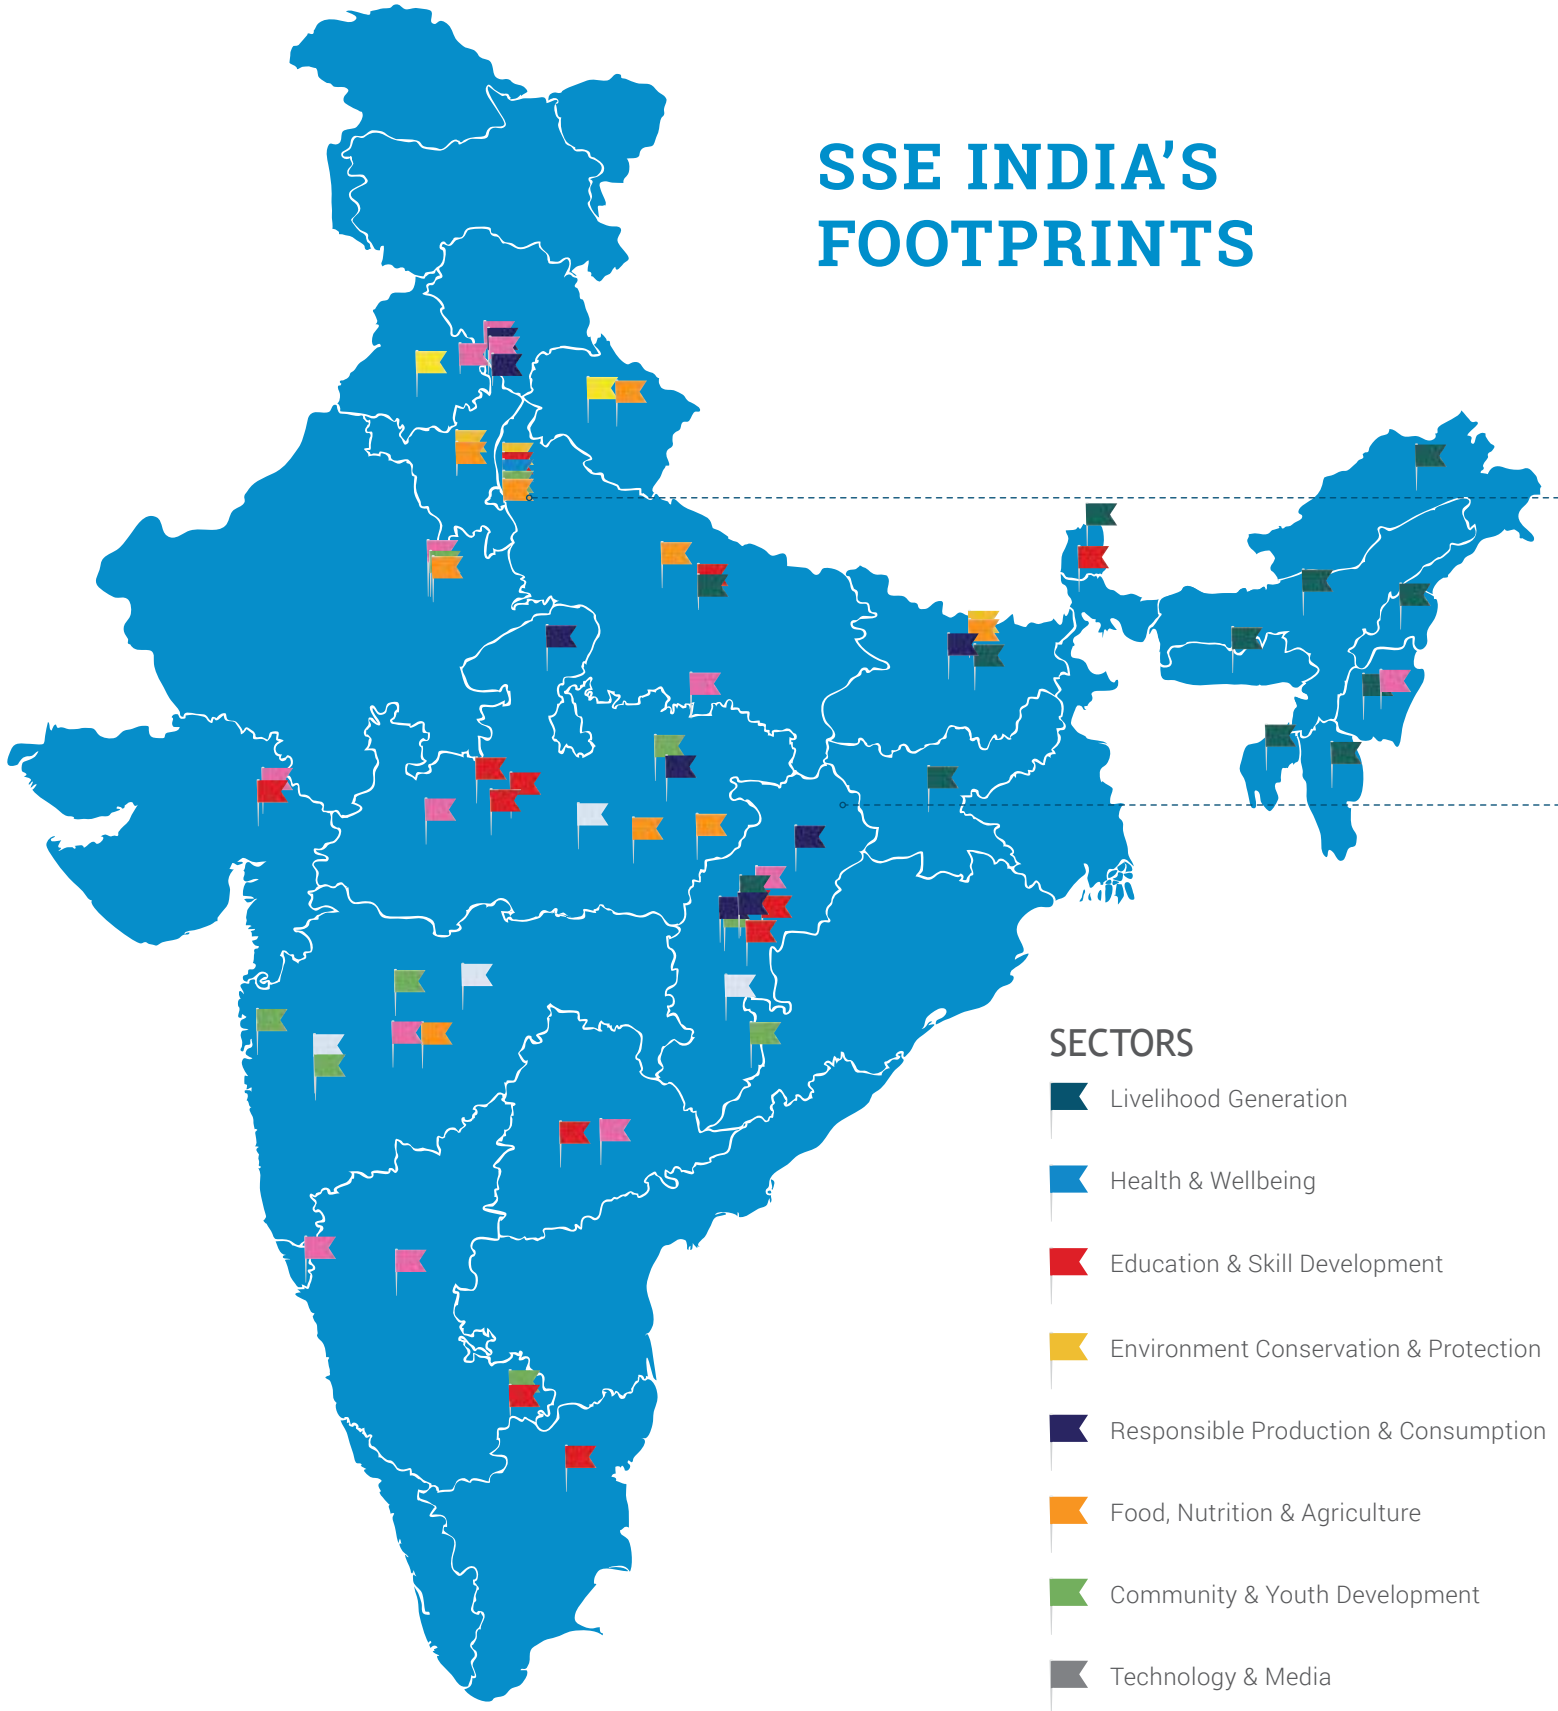 SSE INDIA’S
FOOTPRINTS
SECTORS
Livelihood Generation
Health & Wellbeing
Education & Skill Development
Environment Conservation & Protection
Responsible Production & Consumption
Food, Nutrition & Agriculture
Community & Youth Development
Technology & Media